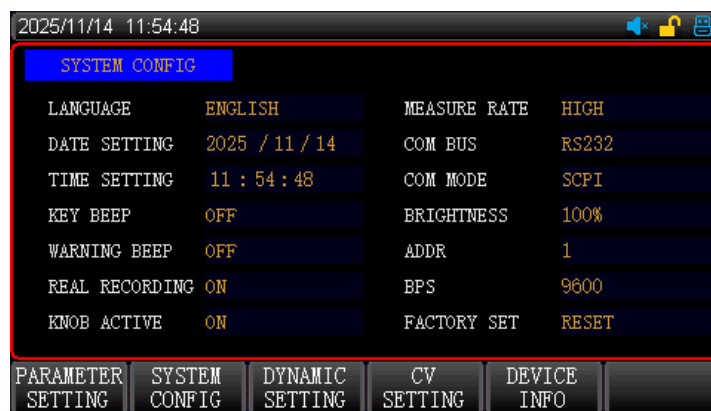 2025/11/14 11:54:48
SYSTEM CONFIG
LANGUAGE ENGLISH MEASURE RATE HIGH
DATE SETTING 2025 / 11 / 14 COM BUS RS232
TIME SETTING 11 : 54 : 48 COM MODE SCPI
KEY BEEP OFF BRIGHTNESS 100%
WARNING BEEP OFF ADDR 1
REAL RECORDING ON BPS 9600
KNOB ACTIVE ON FACTORY SET RESET
PARAMETER SYSTEM DYNAMIC CV DEVICE
SETTING CONFIG SETTING SETTING INFO